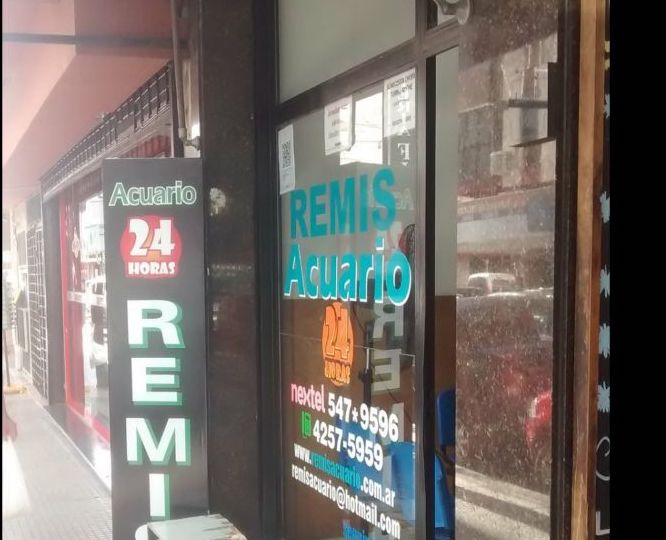 Acuario
24
HORAS
REMI
REMIS
Acuario
24
HORAS
nextel 547*9596
4257-5959
www.remisacuario.com.ar
remisacuario@hotmail.com